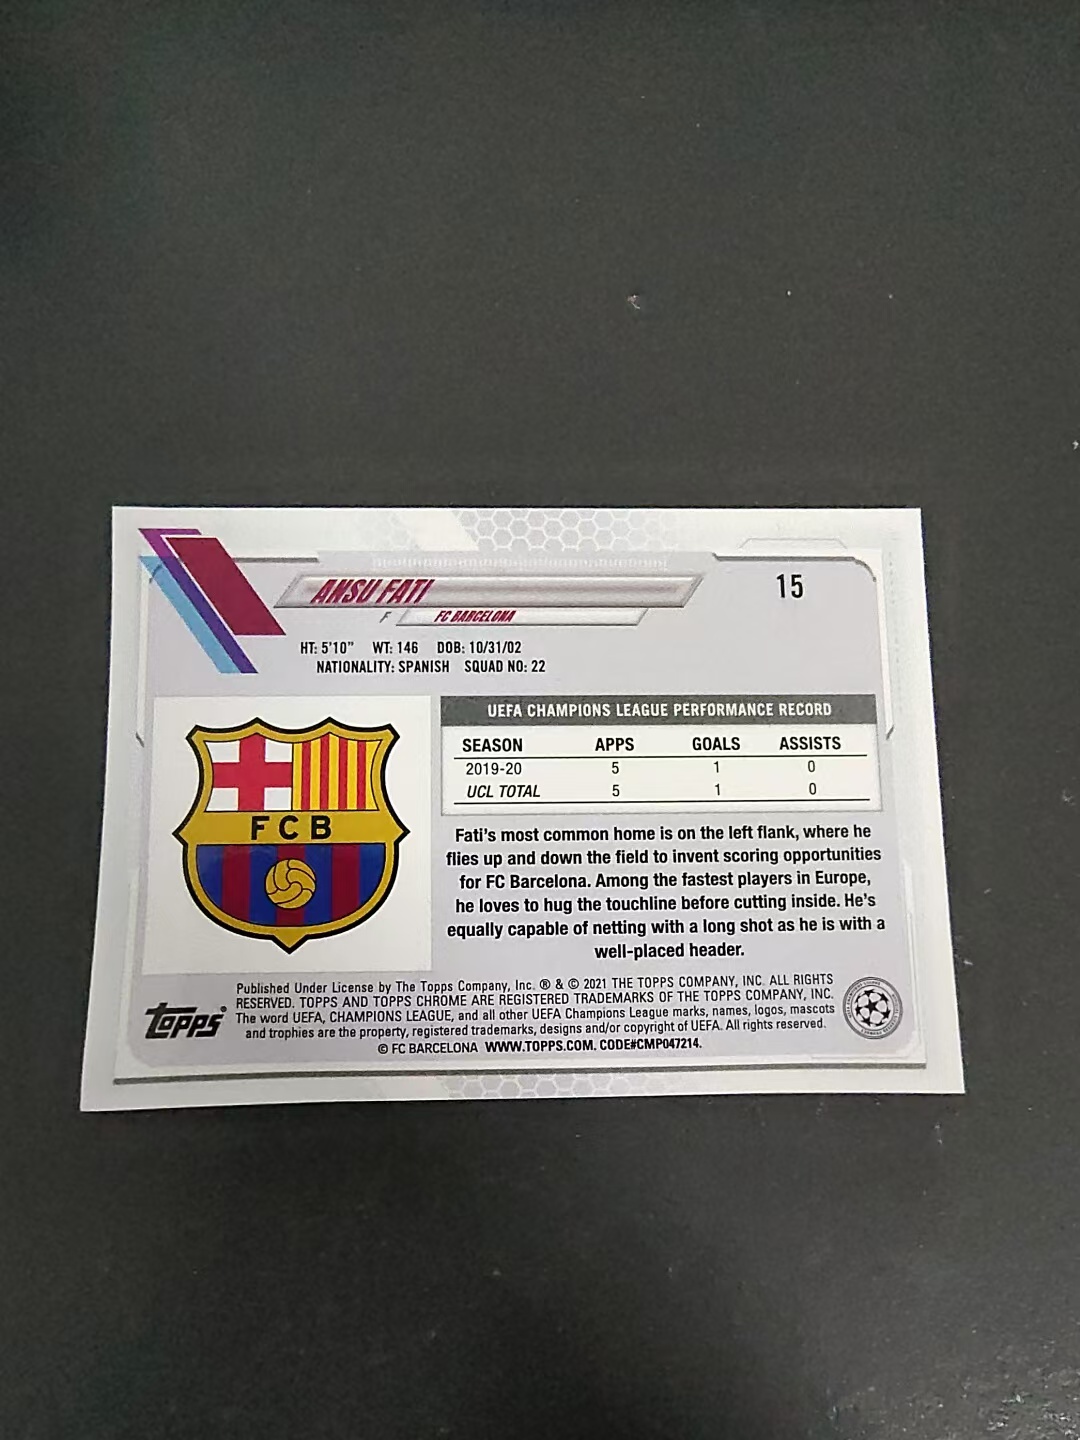 ANSU FATI
15
F FC BARCELONA
HT: 5'10" WT: 146 DOB: 10/31/02
NATIONALITY: SPANISH SQUAD NO: 22
FCB
UEFA CHAMPIONS LEAGUE PERFORMANCE RECORD
SEASON APPS GOALS ASSISTS
2019-20 5 1 0
UCL TOTAL 5 1 0
Fati's most common home is on the left flank, where he
flies up and down the field to invent scoring opportunities
for FC Barcelona. Among the fastest players in Europe,
he loves to hug the touchline before cutting inside. He's
equally capable of netting with a long shot as he is with a
well-placed header.
topps®
Published Under License by The Topps Company, Inc. ® & © 2021 THE TOPPS COMPANY, INC. ALL RIGHTS
RESERVED. TOPPS AND TOPPS CHROME ARE REGISTERED TRADEMARKS OF THE TOPPS COMPANY, INC.
The word UEFA, CHAMPIONS LEAGUE, and all other UEFA Champions League marks, names, logos, mascots
and trophies are the property, registered trademarks, designs and/or copyright of UEFA. All rights reserved.
© FC BARCELONA WWW.TOPPS.COM. CODE#CMP047214.